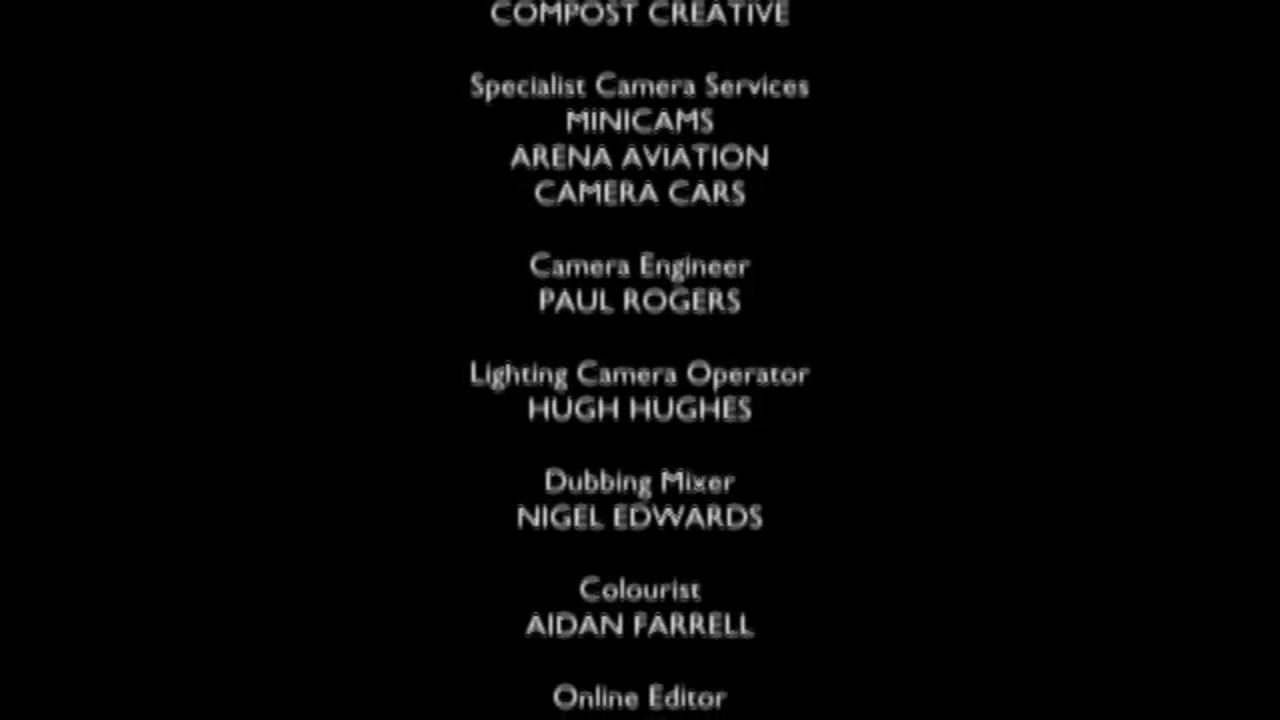 COMPOST CREATIVE
Specialist Camera Services
MINICAMS
ARENA AVIATION
CAMERA CARS
Camera Engineer
PAUL ROGERS
Lighting Camera Operator
HUGH HUGHES
Dubbing Mixer
NIGEL EDWARDS
Colourist
AIDAN FARRELL
Online Editor